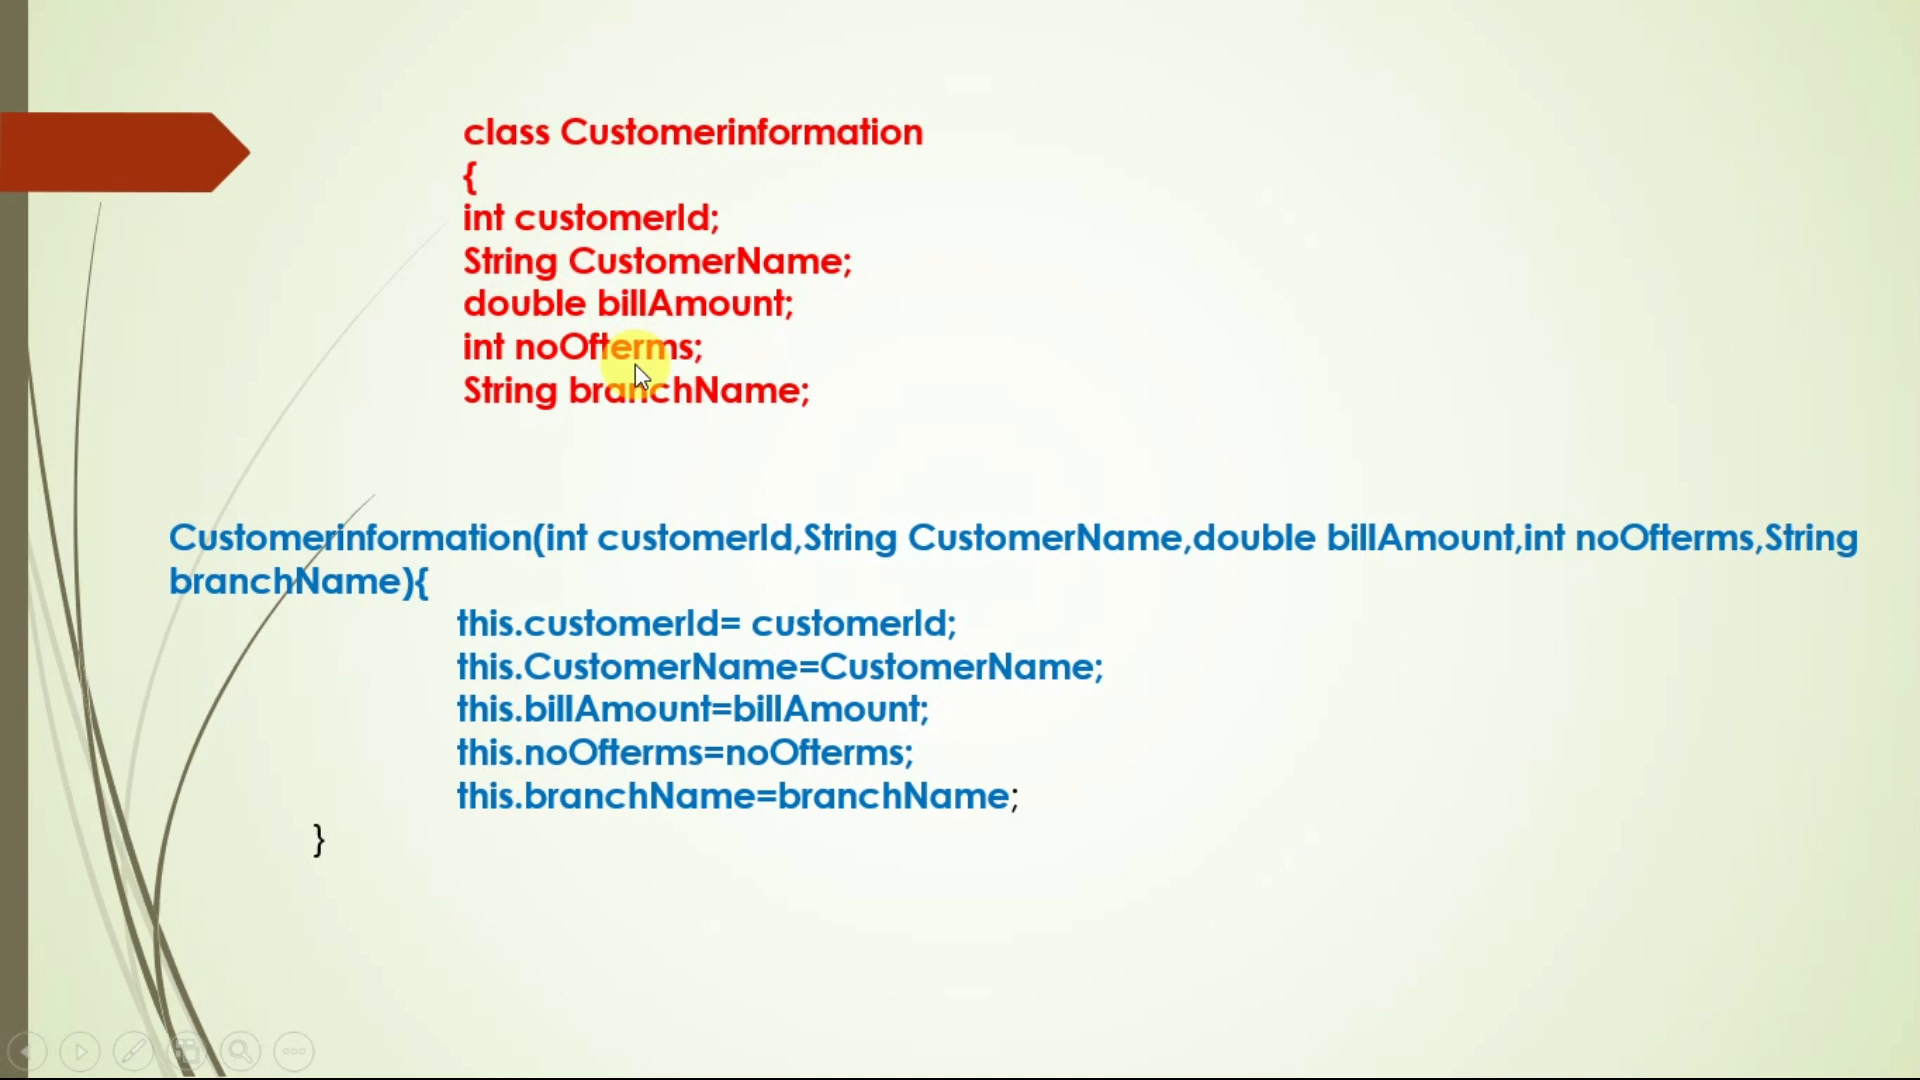 class Customerinformation
{
int customerId;
String CustomerName;
double billAmount;
int noOfterms;
String branchName;
Customerinformation(int customerId,String CustomerName,double billAmount,int noOfterms,String
branchName){
this.customerId= customerId;
this.CustomerName=CustomerName;
this.billAmount=billAmount;
this.noOfterms=noOfterms;
this.branchName=branchName;
}